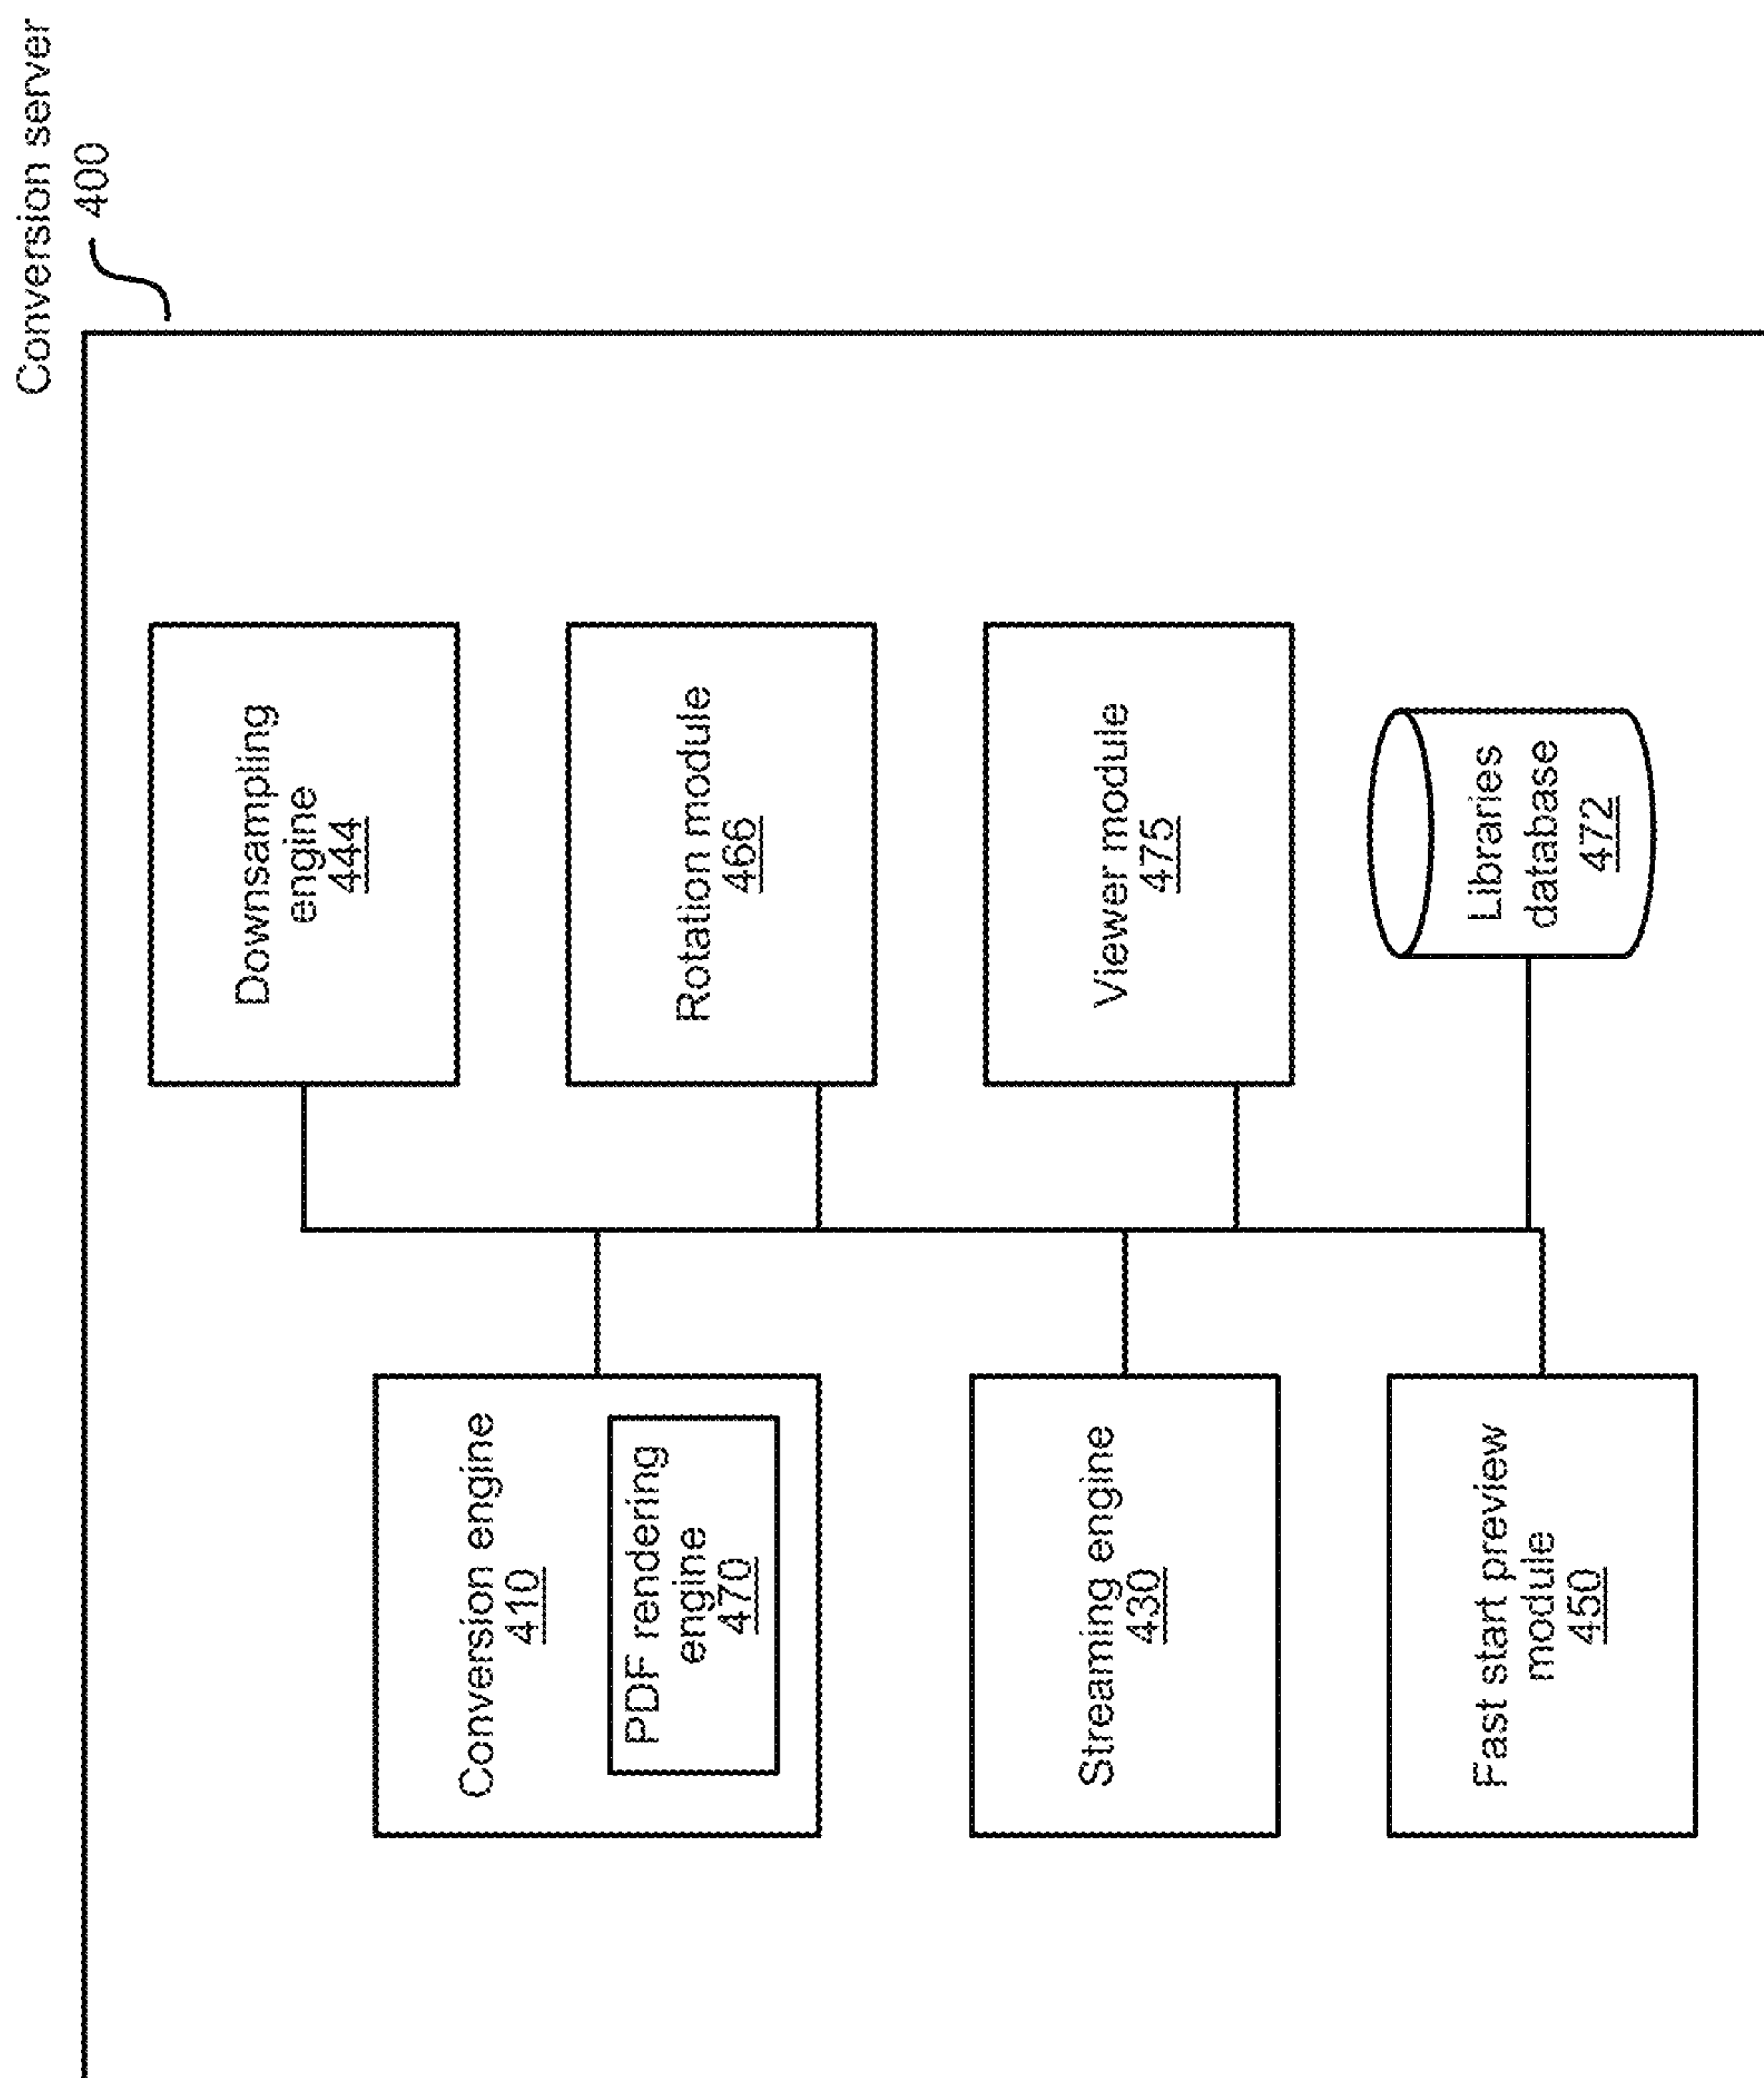 Conversion server
400
Conversion engine
410
PDF rendering
engine
470
Streaming engine
430
Fast start preview
module
450
Downsampling
engine
444
Rotation module
466
Viewer module
475
Libraries
database
472